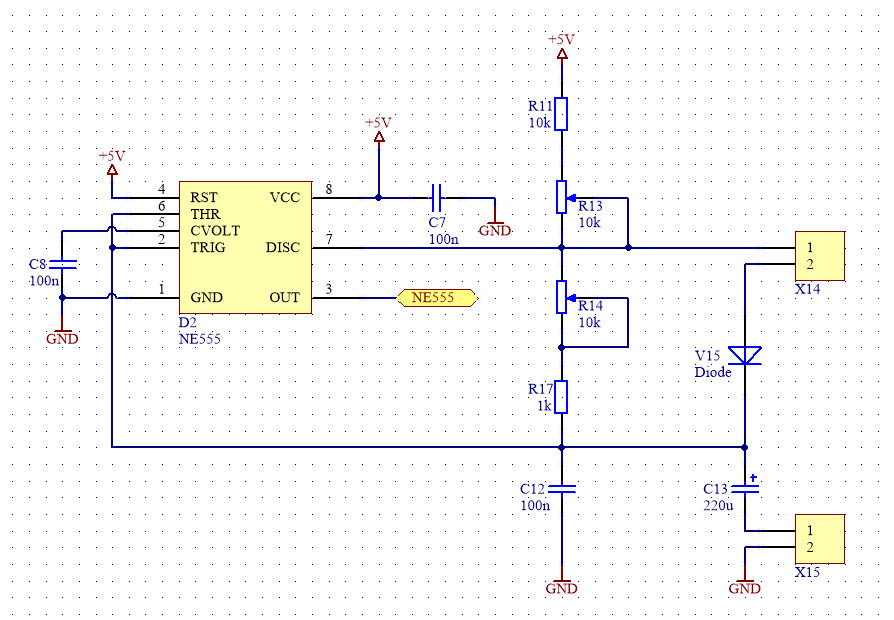 +5V
R11
10k
+5V
+5V
4
6
5
2
1
RST
THR
CVOLT
TRIG
GND
VCC
DISC
OUT
8
7
3
D2
NE555
C8
100n
GND
C7
100n
GND
NE555
R13
10k
R14
10k
R17
1k
1
2
X14
V15
Diode
C12
100n
GND
C13
220u
+
1
2
X15
GND